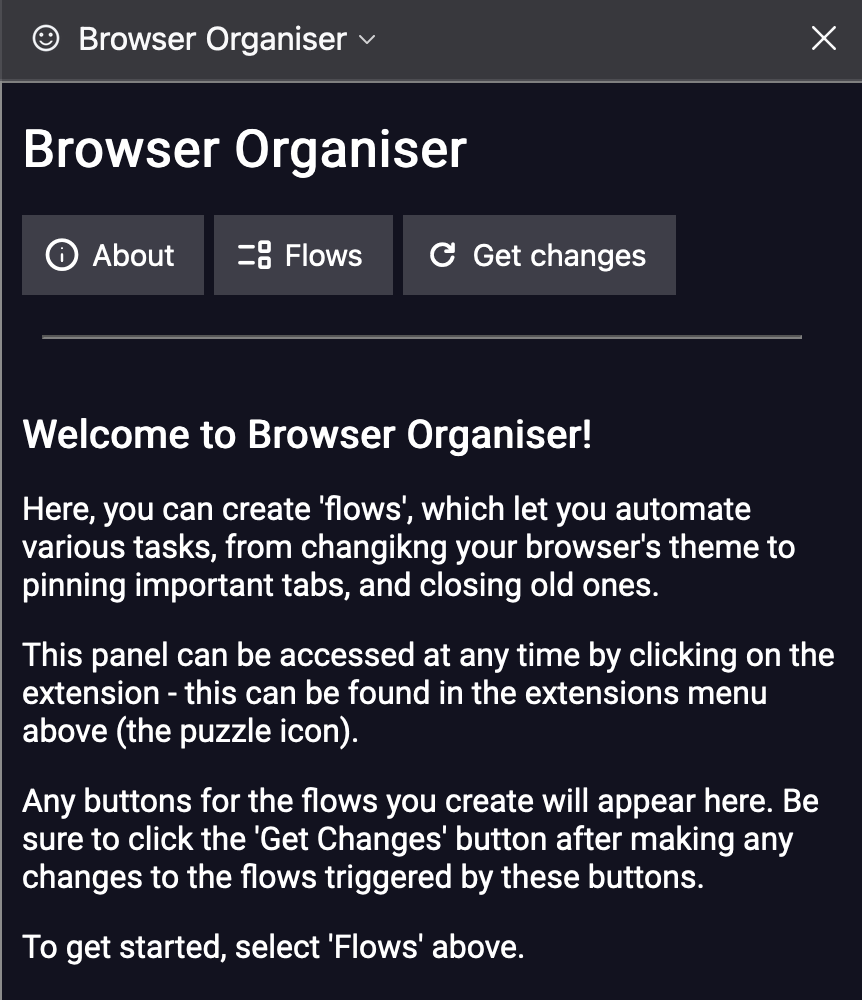 Browser Organiser
Browser Organiser
About
Flows
Get changes
Welcome to Browser Organiser!
Here, you can create 'flows', which let you automate
various tasks, from changikng your browser's theme to
pinning important tabs, and closing old ones.
This panel can be accessed at any time by clicking on the
extension - this can be found in the extensions menu
above (the puzzle icon).
Any buttons for the flows you create will appear here. Be
sure to click the 'Get Changes' button after making any
changes to the flows triggered by these buttons.
To get started, select 'Flows' above.